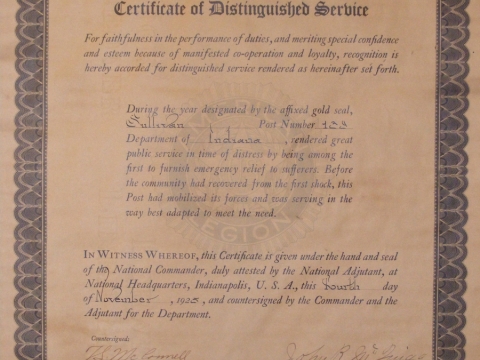 Certificate of Distinguished Service
For faithfulness in the performance of duties, and meriting special confidence
and esteem because of manifested co-operation and loyalty, recognition is
hereby accorded for distinguished service rendered as hereinafter set forth.
During the year designated by the affixed gold seal,
Sullivan Post Number 133
Department of Indiana, rendered great
public service in time of distress by being among the
first to furnish emergency relief to sufferers. Before
the community had recovered from the first shock, this
Post had mobilized its forces and was serving in the
way best adapted to meet the need.
IN WITNESS WHEREOF, this Certificate is given under the hand and seal
of the National Commander, duly attested by the National Adjutant, at
National Headquarters, Indianapolis, U. S. A., this fourth day
of November, 1925, and countersigned by the Commander and the
Adjutant for the Department.
Countersigned: